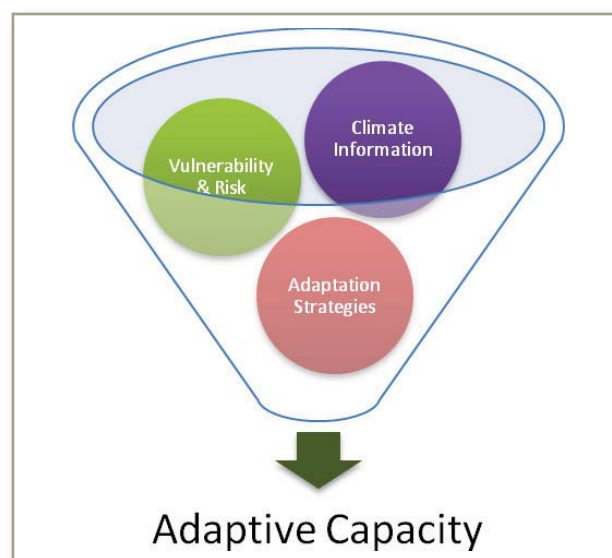 Climate
Information
Vulnerability
& Risk
Adaptation
Strategies
Adaptive Capacity